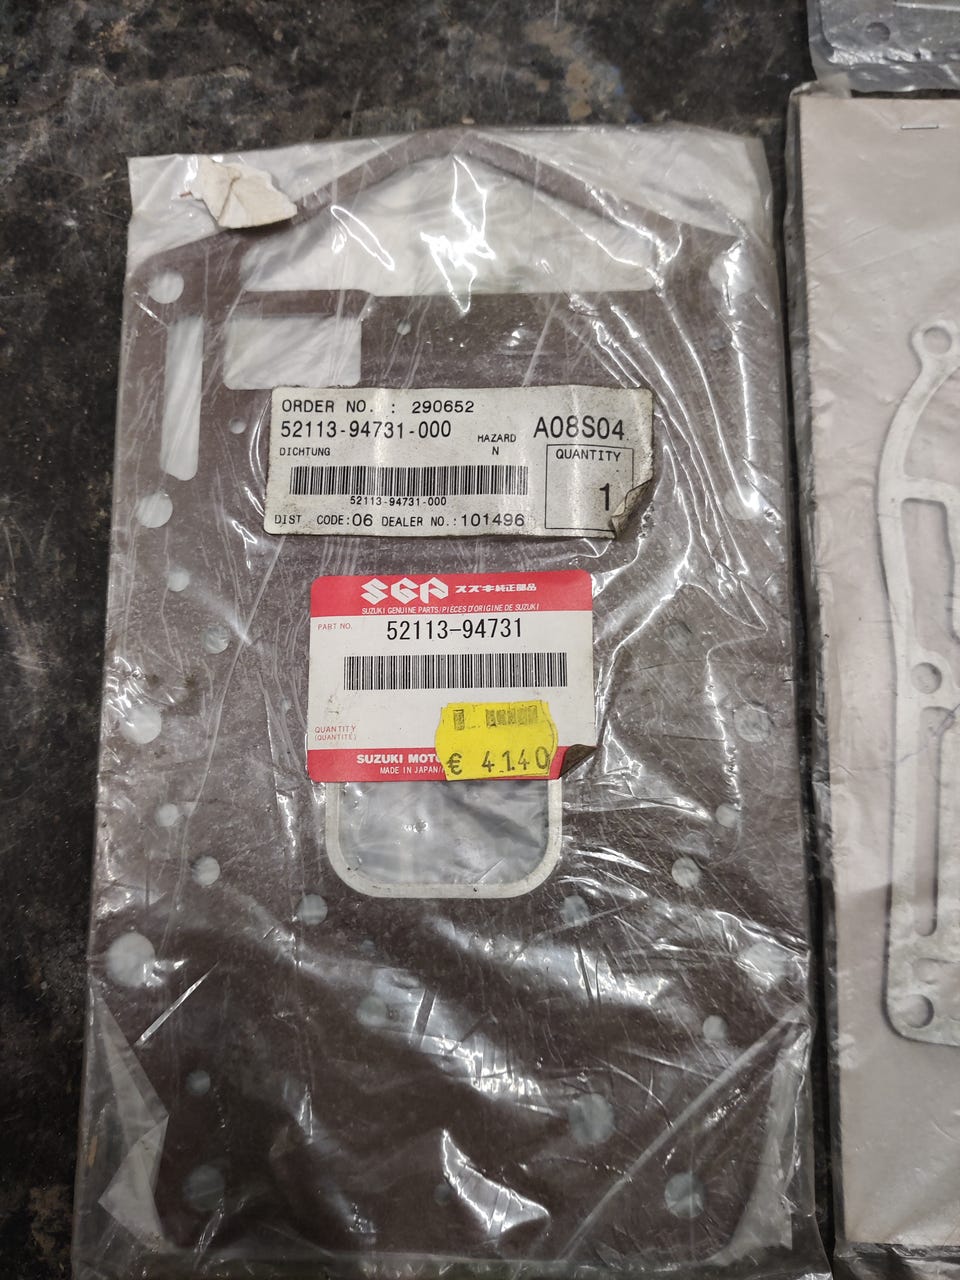 ORDER NO. : 290652
52113-94731-000
HAZARD
A08S04
DICHTUNG
N
QUANTITY
1
52113-94731-000
DIST CODE:06 DEALER NO.:101496
SGP スズキ純正部品
SUZUKI GENUINE PARTS/PIÈCES D'ORIGINE DE SUZUKI
PART NO.
52113-94731
QUANTITY
(QUANTITÉ)
SUZUKI
MADE IN JAPAN/
€ 41.40